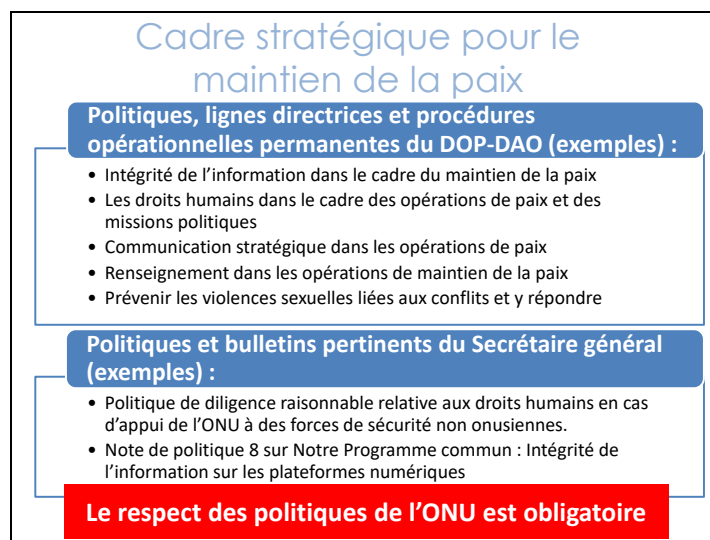 Cadre stratégique pour le
maintien de la paix
Politiques, lignes directrices et procédures
opérationnelles permanentes du DOP-DAO (exemples) :
• Intégrité de l’information dans le cadre du maintien de la paix
• Les droits humains dans le cadre des opérations de paix et des
missions politiques
• Communication stratégique dans les opérations de paix
• Renseignement dans les opérations de maintien de la paix
• Prévenir les violences sexuelles liées aux conflits et y répondre
Politiques et bulletins pertinents du Secrétaire général
(exemples) :
• Politique de diligence raisonnable relative aux droits humains en cas
d’appui de l’ONU à des forces de sécurité non onusiennes.
• Note de politique 8 sur Notre Programme commun : Intégrité de
l’information sur les plateformes numériques
Le respect des politiques de l’ONU est obligatoire